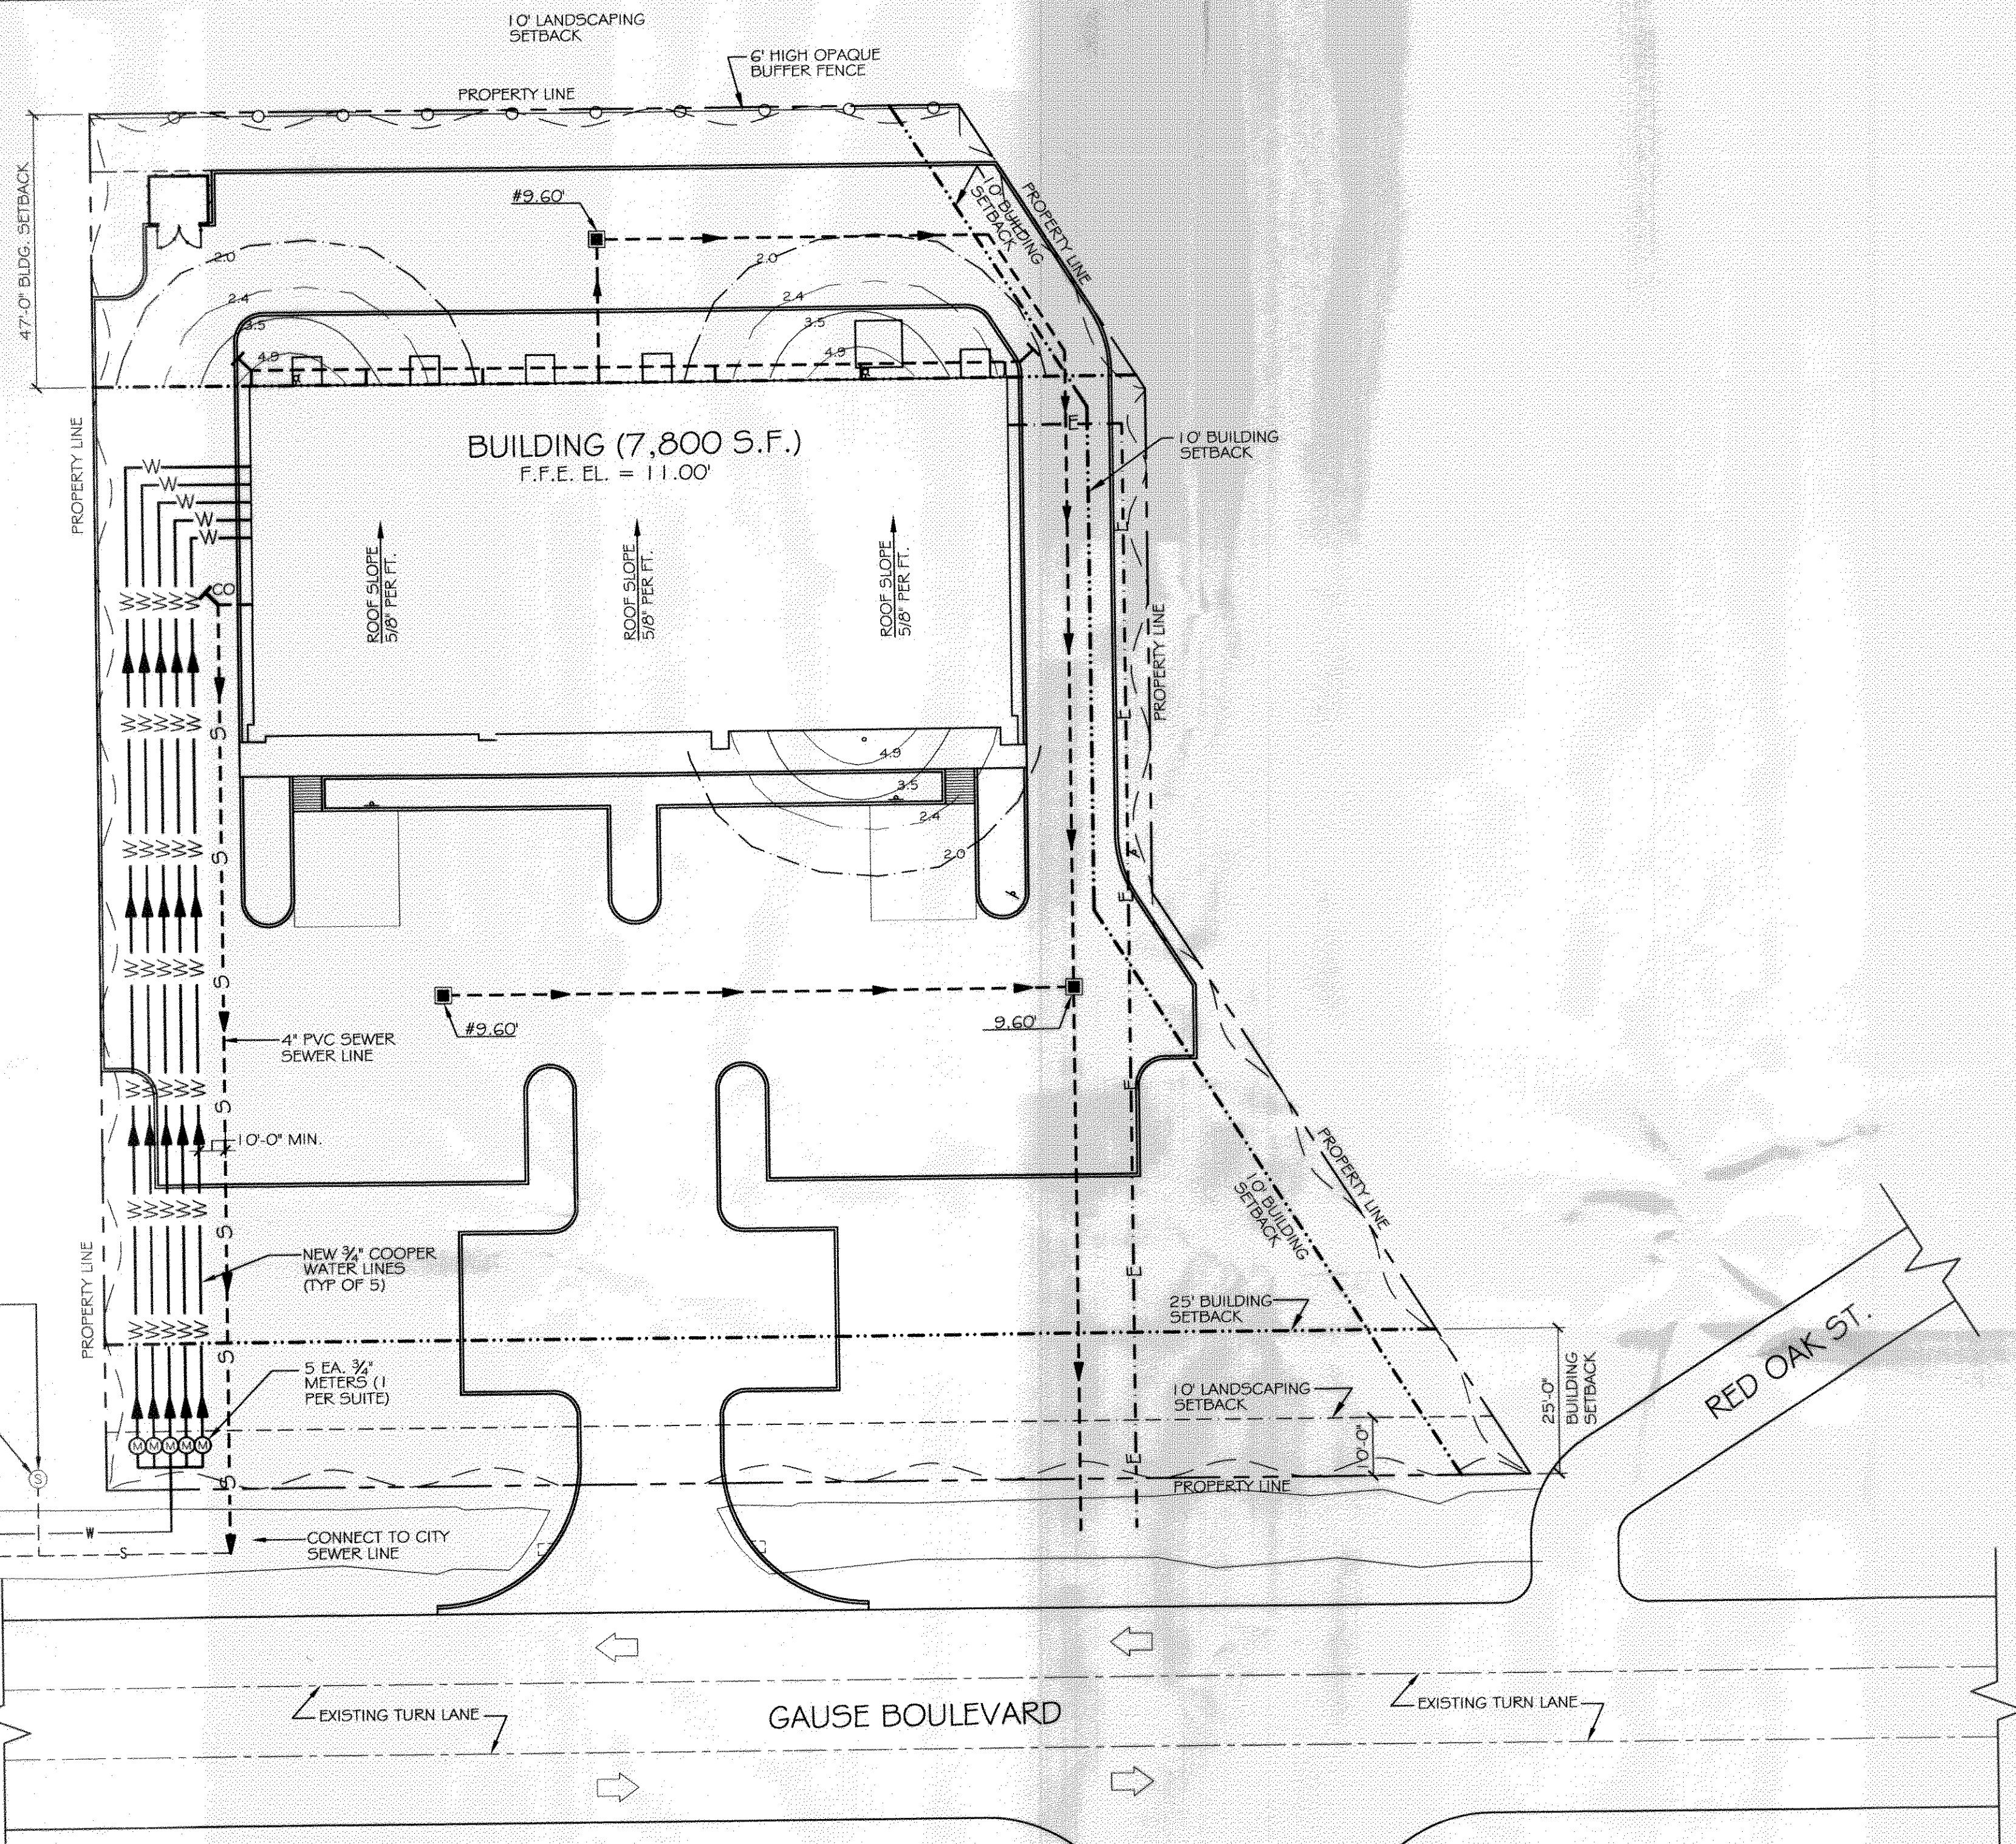 10' LANDSCAPING
SETBACK
6' HIGH OPAQUE
BUFFER FENCE
PROPERTY LINE
47'-0" BLDG. SETBACK
#9.60'
10' BUILDING
SETBACK
PROPERTY LINE
2.0
2.4
3.5
4.9
2.0
2.4
3.5
4.9
PROPERTY LINE
BUILDING (7,800 S.F.)
F.F.E. EL. = 11.00'
E
10' BUILDING
SETBACK
W
W
W
W
W
ROOF SLOPE
5/8" PER FT.
ROOF SLOPE
5/8" PER FT.
ROOF SLOPE
5/8" PER FT.
E
CO
W W W W W
PROPERTY LINE
W W W W W
S
E
4.9
3.5
2.4
2.0
W W W W W
S
E
W W W W W
S
#9.60'
9.60'
4" PVC SEWER
SEWER LINE
W W W W W
S
E
10'-0" MIN.
PROPERTY LINE
10' BUILDING
SETBACK
W W W W W
S
PROPERTY LINE
NEW 3/4" COOPER
WATER LINES
(TYP OF 5)
E
25' BUILDING
SETBACK
W W W W W
S
5 EA. 3/4"
METERS (1
PER SUITE)
10' LANDSCAPING
SETBACK
25'-0"
BUILDING
SETBACK
RED OAK ST.
M M M M M
10'-0"
E
S
S
PROPERTY LINE
W
S
CONNECT TO CITY
SEWER LINE
EXISTING TURN LANE
GAUSE BOULEVARD
EXISTING TURN LANE